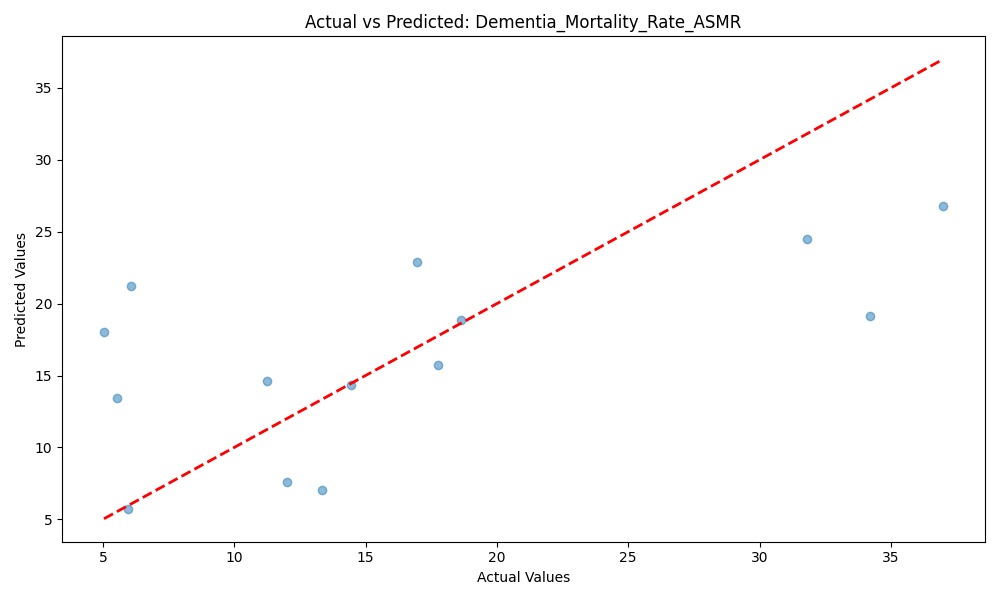 Actual vs Predicted: Dementia_Mortality_Rate_ASMR
Predicted Values
35
30
25
20
15
10
5
5 10 15 20 25 30 35
Actual Values